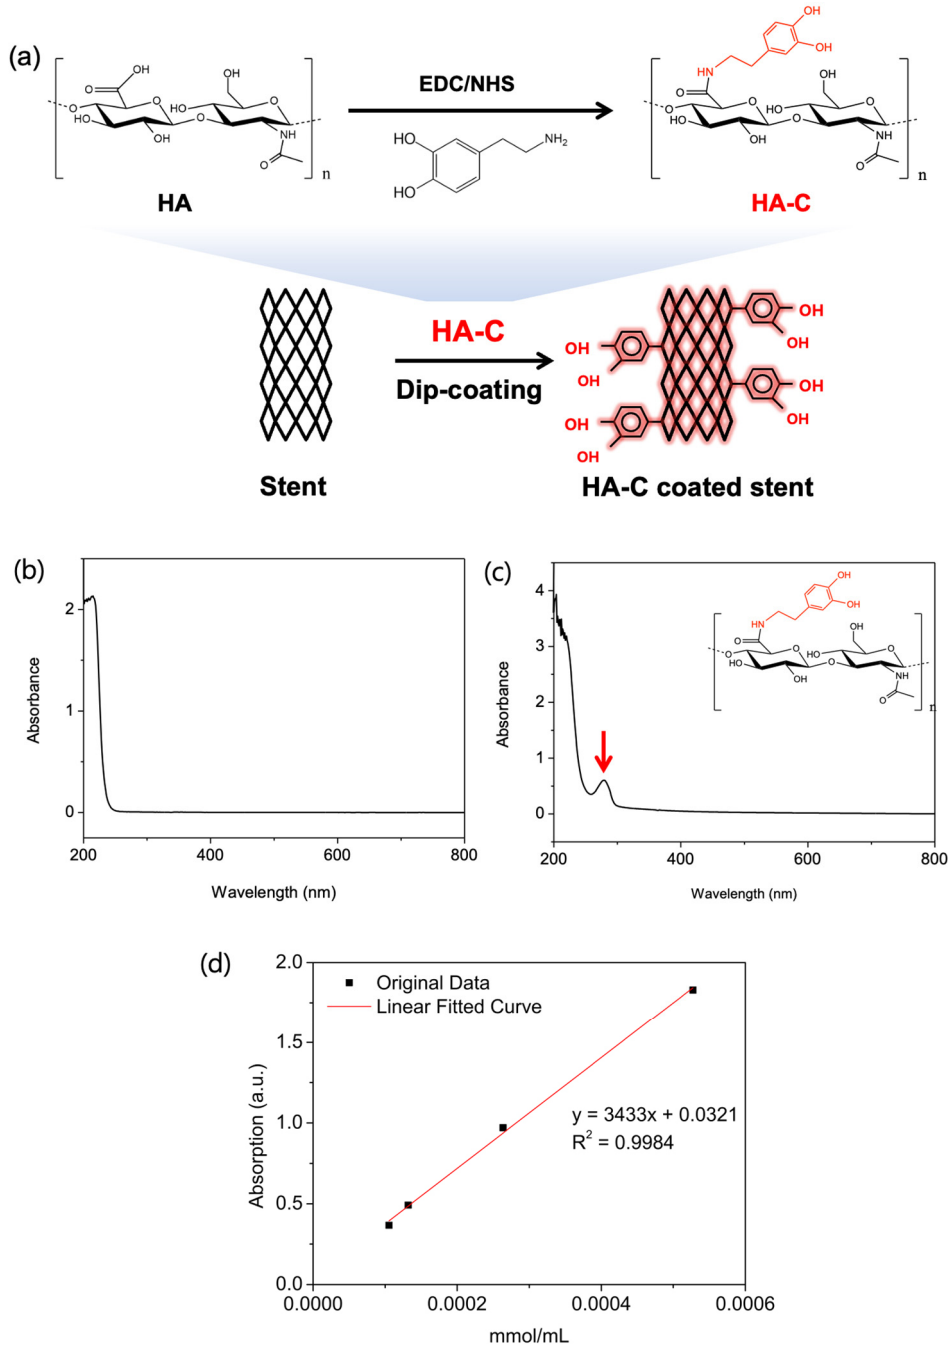 (a)
OH
O
OH
O
HO
OH
HO
O
O
NH
O
n
HA
EDC/NHS
HO
HO
NH2
OH
OH
HN
O
OH
O
HO
OH
HO
O
O
NH
O
n
HA-C
HA-C
Dip-coating
OH
OH
OH
OH
OH
OH
OH
OH
Stent
HA-C coated stent
(b)
Absorbance
2
1
0
200
400
600
800
Wavelength (nm)
(c)
Absorbance
4
3
2
1
0
200
400
600
800
Wavelength (nm)
OH
OH
HN
O
OH
O
HO
OH
HO
O
O
NH
O
n
(d)
Absorption (a.u.)
2.0
1.5
1.0
0.5
0.0
Original Data
Linear Fitted Curve
y = 3433x + 0.0321
R² = 0.9984
0.0000
0.0002
0.0004
0.0006
mmol/mL